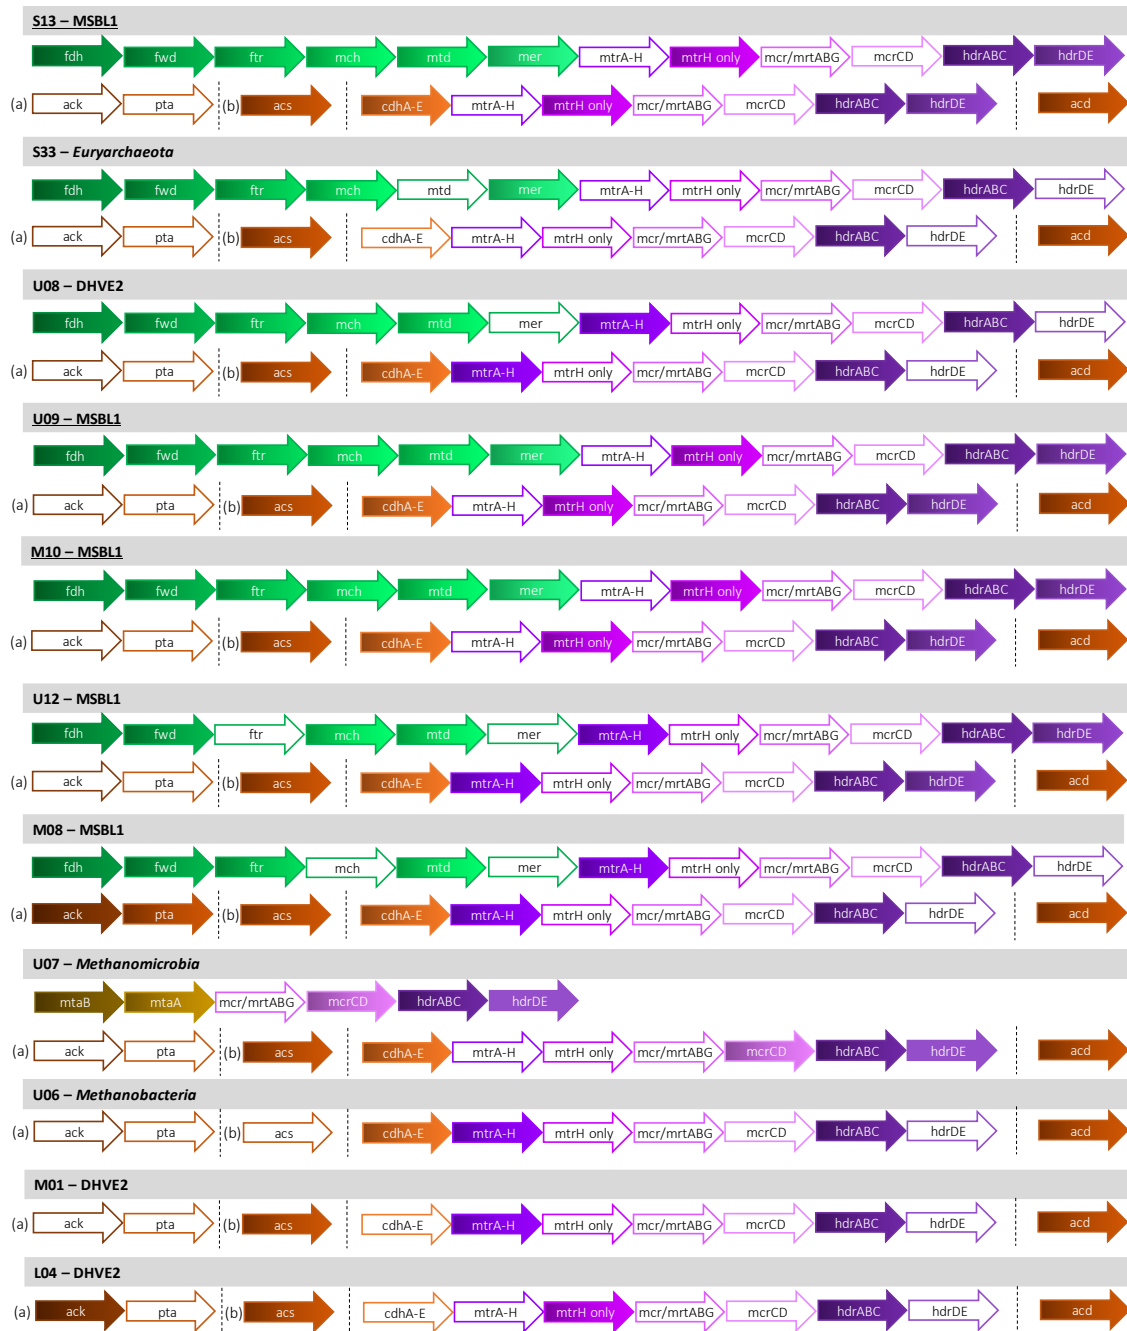 S13 – MSBL1
fdh fwd ftr mch mtd mer mtrA-H mtrH only mcr/mrtABG mcrCD hdrABC hdrDE
(a) ack pta (b) acs cdhA-E mtrA-H mtrH only mcr/mrtABG mcrCD hdrABC hdrDE acd
S33 – Euryarchaeota
fdh fwd ftr mch mtd mer mtrA-H mtrH only mcr/mrtABG mcrCD hdrABC hdrDE
(a) ack pta (b) acs cdhA-E mtrA-H mtrH only mcr/mrtABG mcrCD hdrABC hdrDE acd
U08 – DHVE2
fdh fwd ftr mch mtd mer mtrA-H mtrH only mcr/mrtABG mcrCD hdrABC hdrDE
(a) ack pta (b) acs cdhA-E mtrA-H mtrH only mcr/mrtABG mcrCD hdrABC hdrDE acd
U09 – MSBL1
fdh fwd ftr mch mtd mer mtrA-H mtrH only mcr/mrtABG mcrCD hdrABC hdrDE
(a) ack pta (b) acs cdhA-E mtrA-H mtrH only mcr/mrtABG mcrCD hdrABC hdrDE acd
M10 – MSBL1
fdh fwd ftr mch mtd mer mtrA-H mtrH only mcr/mrtABG mcrCD hdrABC hdrDE
(a) ack pta (b) acs cdhA-E mtrA-H mtrH only mcr/mrtABG mcrCD hdrABC hdrDE acd
U12 – MSBL1
fdh fwd ftr mch mtd mer mtrA-H mtrH only mcr/mrtABG mcrCD hdrABC hdrDE
(a) ack pta (b) acs cdhA-E mtrA-H mtrH only mcr/mrtABG mcrCD hdrABC hdrDE acd
M08 – MSBL1
fdh fwd ftr mch mtd mer mtrA-H mtrH only mcr/mrtABG mcrCD hdrABC hdrDE
(a) ack pta (b) acs cdhA-E mtrA-H mtrH only mcr/mrtABG mcrCD hdrABC hdrDE acd
U07 – Methanomicrobia
mtaB mtaA mcr/mrtABG mcrCD hdrABC hdrDE
(a) ack pta (b) acs cdhA-E mtrA-H mtrH only mcr/mrtABG mcrCD hdrABC hdrDE acd
U06 – Methanobacteria
(a) ack pta (b) acs cdhA-E mtrA-H mtrH only mcr/mrtABG mcrCD hdrABC hdrDE acd
M01 – DHVE2
(a) ack pta (b) acs cdhA-E mtrA-H mtrH only mcr/mrtABG mcrCD hdrABC hdrDE acd
L04 – DHVE2
(a) ack pta (b) acs cdhA-E mtrA-H mtrH only mcr/mrtABG mcrCD hdrABC hdrDE acd